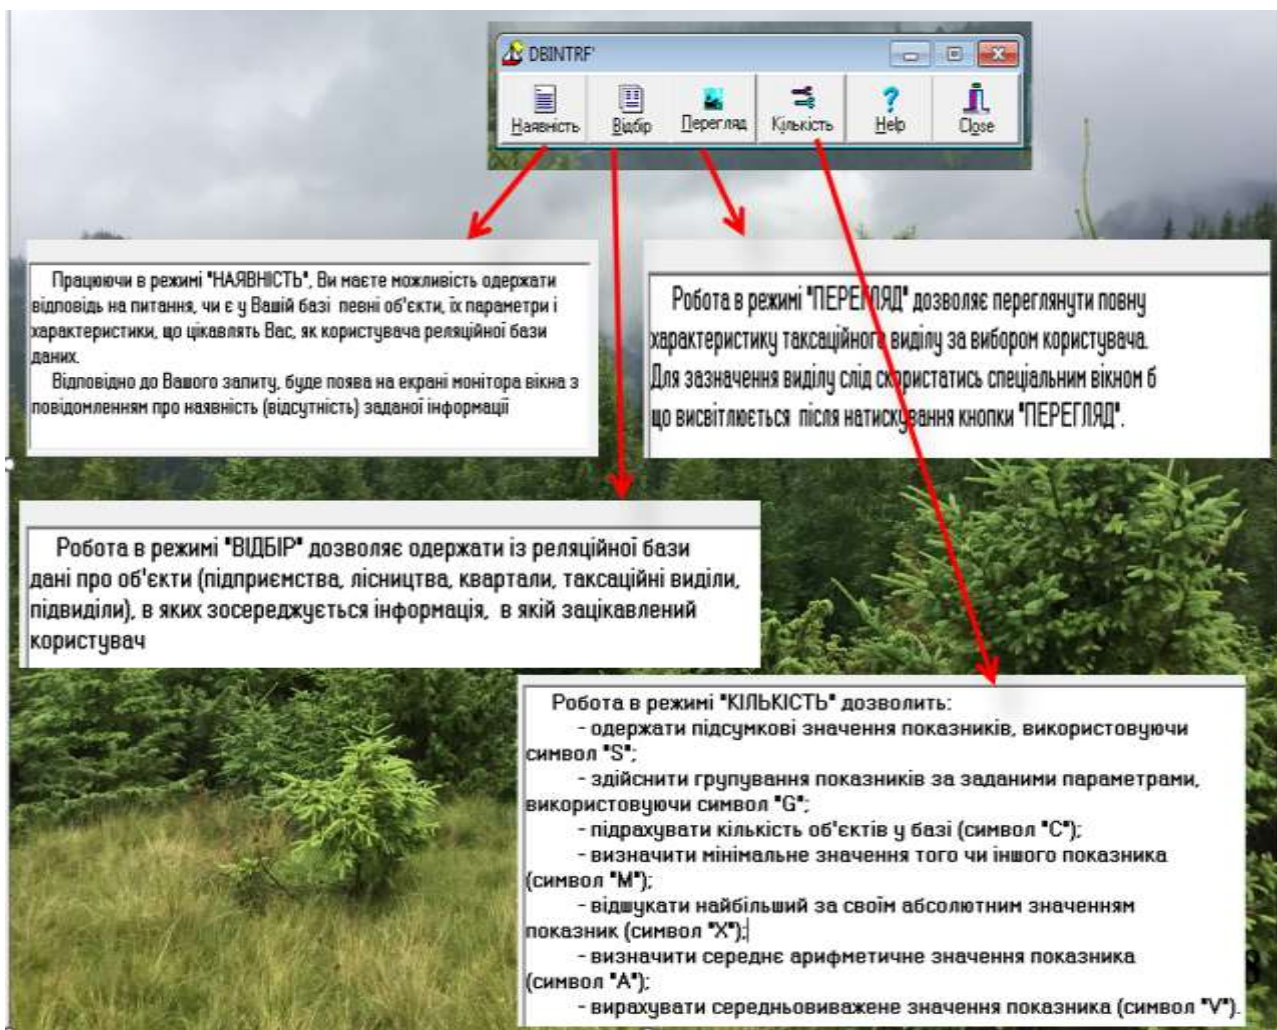 DBINTRF'
Наявність Відбір Перегляд Кількість Help Close
Працюючи в режимі "НАЯВНІСТЬ", Ви маєте можливість одержати
відповідь на питання, чи є у Вашій базі певні об'єкти, їх параметри і
характеристики, що цікавлять Вас, як користувача реляційної бази
даних.
Відповідно до Вашого запиту, буде поява на екрані монітора вікна з
повідомленням про наявність (відсутність) заданої інформації
Робота в режимі "ПЕРЕГЛЯД" дозволяє переглянути повну
характеристику таксаційного виділу за вибором користувача.
Для зазначення виділу слід скористатись спеціальним вікном б
що висвітлюється після натискування кнопки "ПЕРЕГЛЯД".
Робота в режимі "ВІДБІР" дозволяє одержати із реляційної бази
дані про об'єкти (підприємства, лісництва, квартали, таксаційні виділи,
підвиділи), в яких зосереджується інформація, в якій зацікавлений
користувач
Робота в режимі "КІЛЬКІСТЬ" дозволить:
- одержати підсумкові значення показників, використовуючи
символ "S";
- здійснити групування показників за заданими параметрами,
використовуючи символ "G";
- підрахувати кількість об'єктів у базі (символ "C");
- визначити мінімальне значення того чи іншого показника
(символ "M");
- відшукати найбільший за своїм абсолютним значенням
показник (символ "X");
- визначити середнє арифметичне значення показника
(символ "A");
- вирахувати середньовиважене значення показника (символ "V").